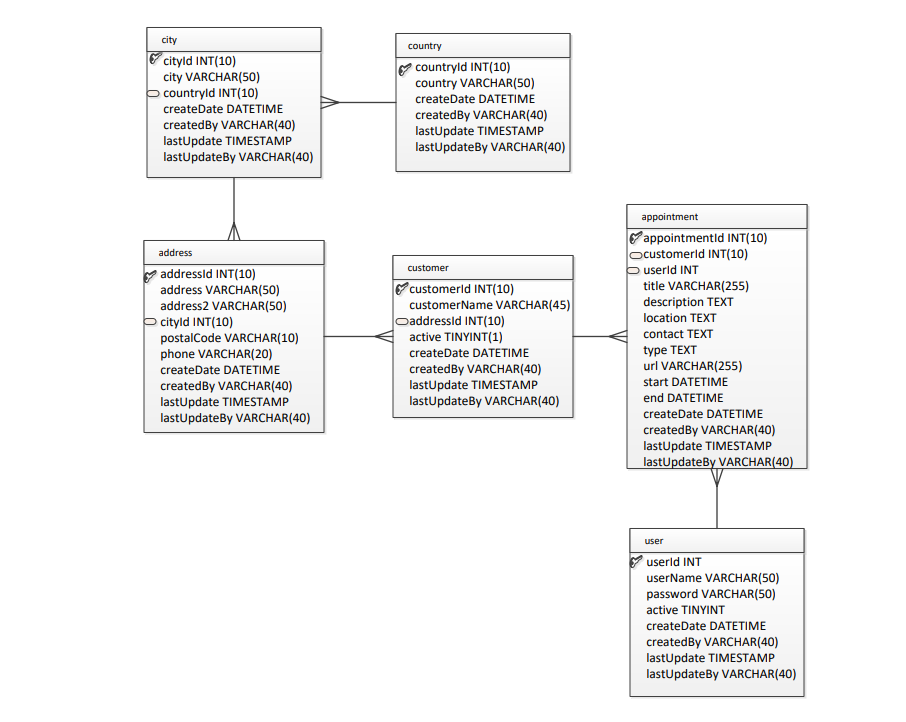 city
cityId INT(10)
city VARCHAR(50)
countryId INT(10)
createDate DATETIME
createdBy VARCHAR(40)
lastUpdate TIMESTAMP
lastUpdateBy VARCHAR(40)
country
countryId INT(10)
country VARCHAR(50)
createDate DATETIME
createdBy VARCHAR(40)
lastUpdate TIMESTAMP
lastUpdateBy VARCHAR(40)
address
addressId INT(10)
address VARCHAR(50)
address2 VARCHAR(50)
cityId INT(10)
postalCode VARCHAR(10)
phone VARCHAR(20)
createDate DATETIME
createdBy VARCHAR(40)
lastUpdate TIMESTAMP
lastUpdateBy VARCHAR(40)
customer
customerId INT(10)
customerName VARCHAR(45)
addressId INT(10)
active TINYINT(1)
createDate DATETIME
createdBy VARCHAR(40)
lastUpdate TIMESTAMP
lastUpdateBy VARCHAR(40)
appointment
appointmentId INT(10)
customerId INT(10)
userId INT
title VARCHAR(255)
description TEXT
location TEXT
contact TEXT
type TEXT
url VARCHAR(255)
start DATETIME
end DATETIME
createDate DATETIME
createdBy VARCHAR(40)
lastUpdate TIMESTAMP
lastUpdateBy VARCHAR(40)
user
userId INT
userName VARCHAR(50)
password VARCHAR(50)
active TINYINT
createDate DATETIME
createdBy VARCHAR(40)
lastUpdate TIMESTAMP
lastUpdateBy VARCHAR(40)